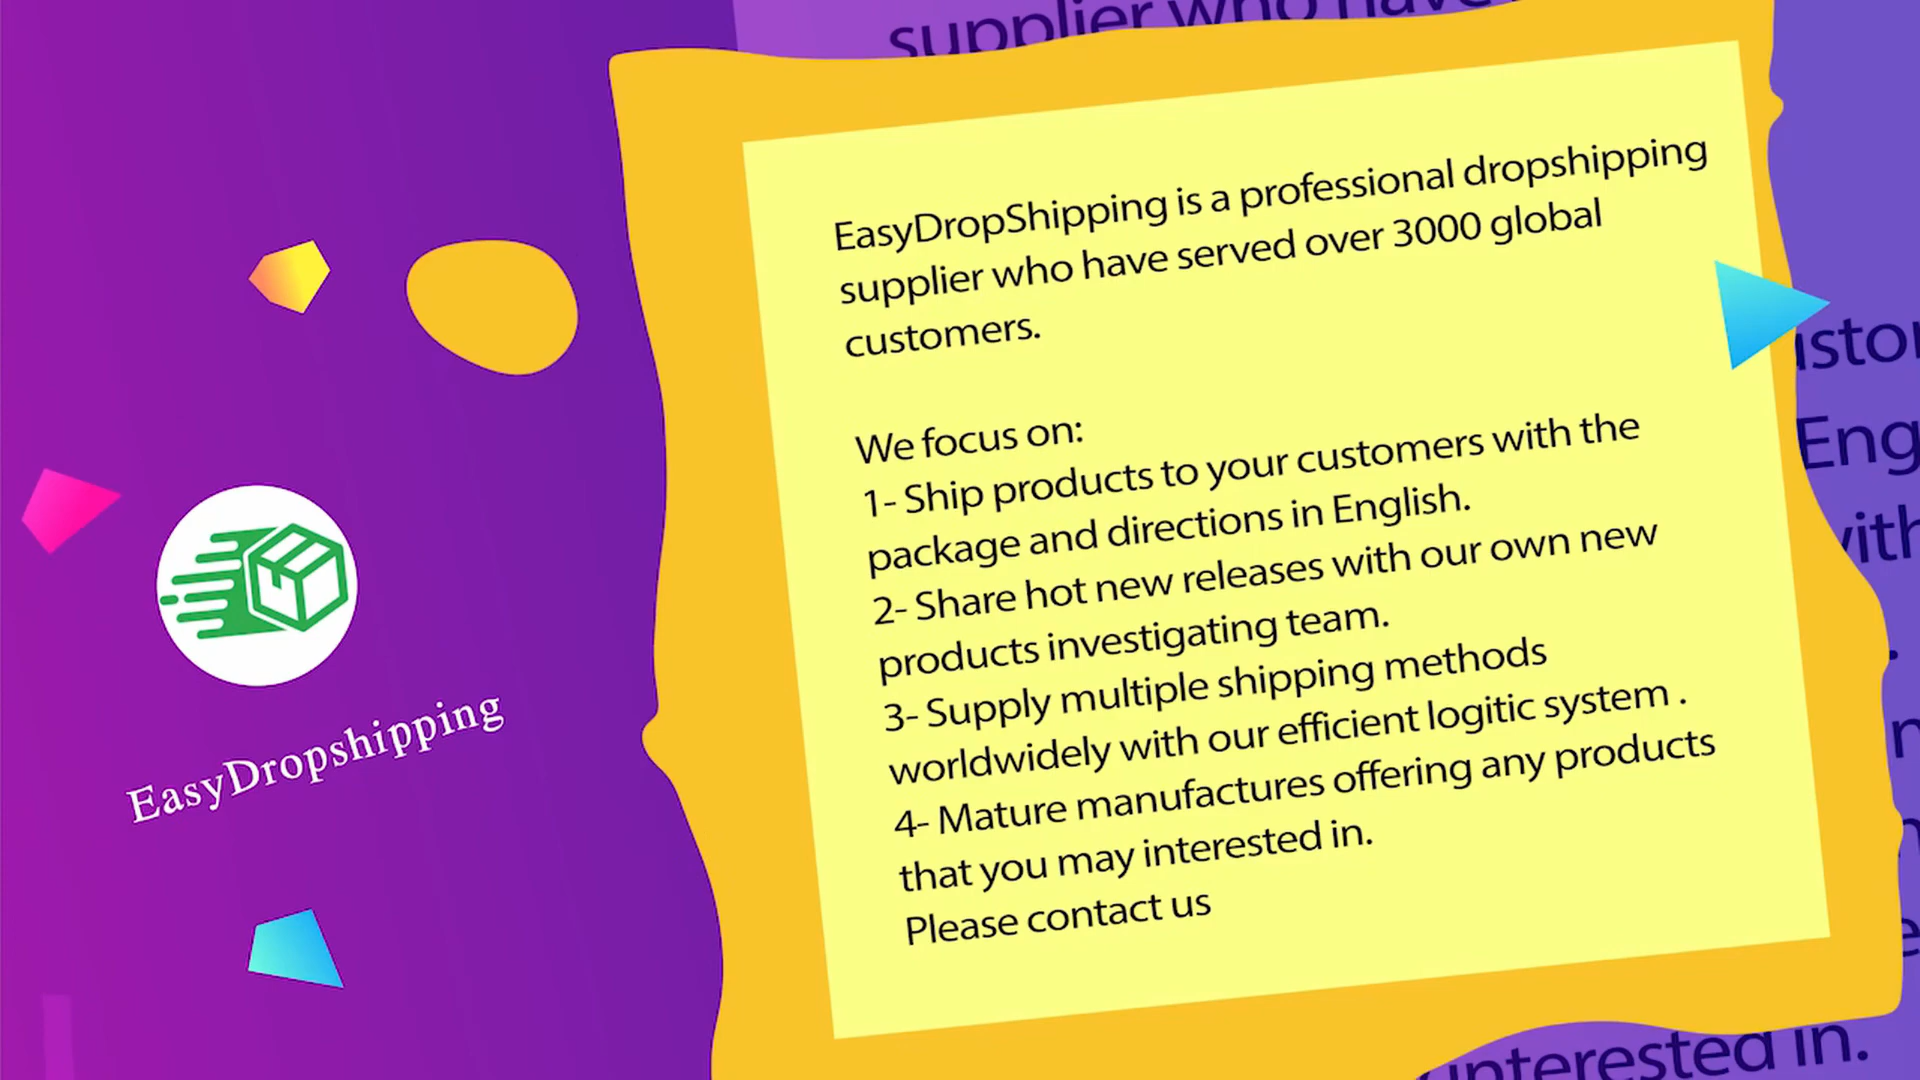 supplier who have
EasyDropShipping is a professional dropshipping
supplier who have served over 3000 global
customers.
We focus on:
1- Ship products to your customers with the
package and directions in English.
2- Share hot new releases with our own new
products investigating team.
3- Supply multiple shipping methods
worldwidely with our efficient logitic system .
4- Mature manufactures offering any products
that you may interested in.
Please contact us
EasyDropshipping
interested in.